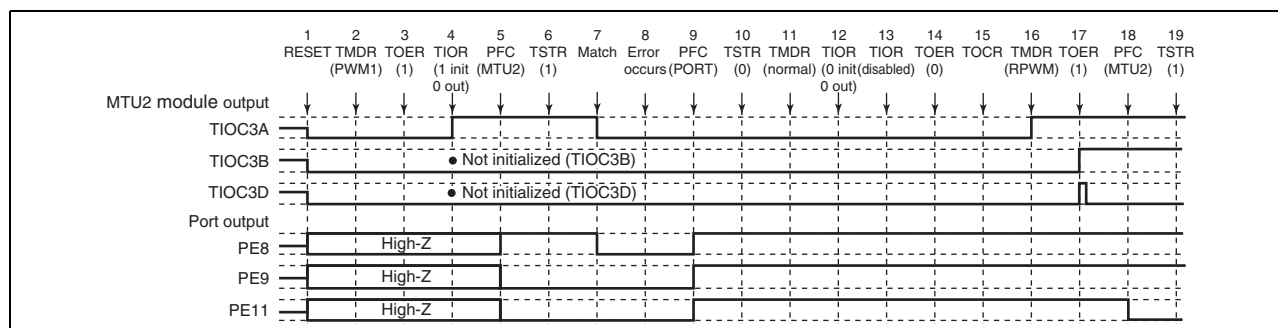 1 2 3 4 5 6 7 8 9 10 11 12 13 14 15 16 17 18 19
RESET TMDR TOER TIOR PFC TSTR Match Error PFC TSTR TMDR TIOR TIOR TOER TOCR TMDR TOER PFC TSTR
(PWM1) (1) (1 init (MTU2) (1) occurs (PORT) (0) (normal) (0 init (disabled) (0) (RPWM) (1) (MTU2) (1)
0 out) 0 out)
MTU2 module output
TIOC3A
TIOC3B • Not initialized (TIOC3B)
TIOC3D • Not initialized (TIOC3D)
Port output
PE8 High-Z
PE9 High-Z
PE11 High-Z